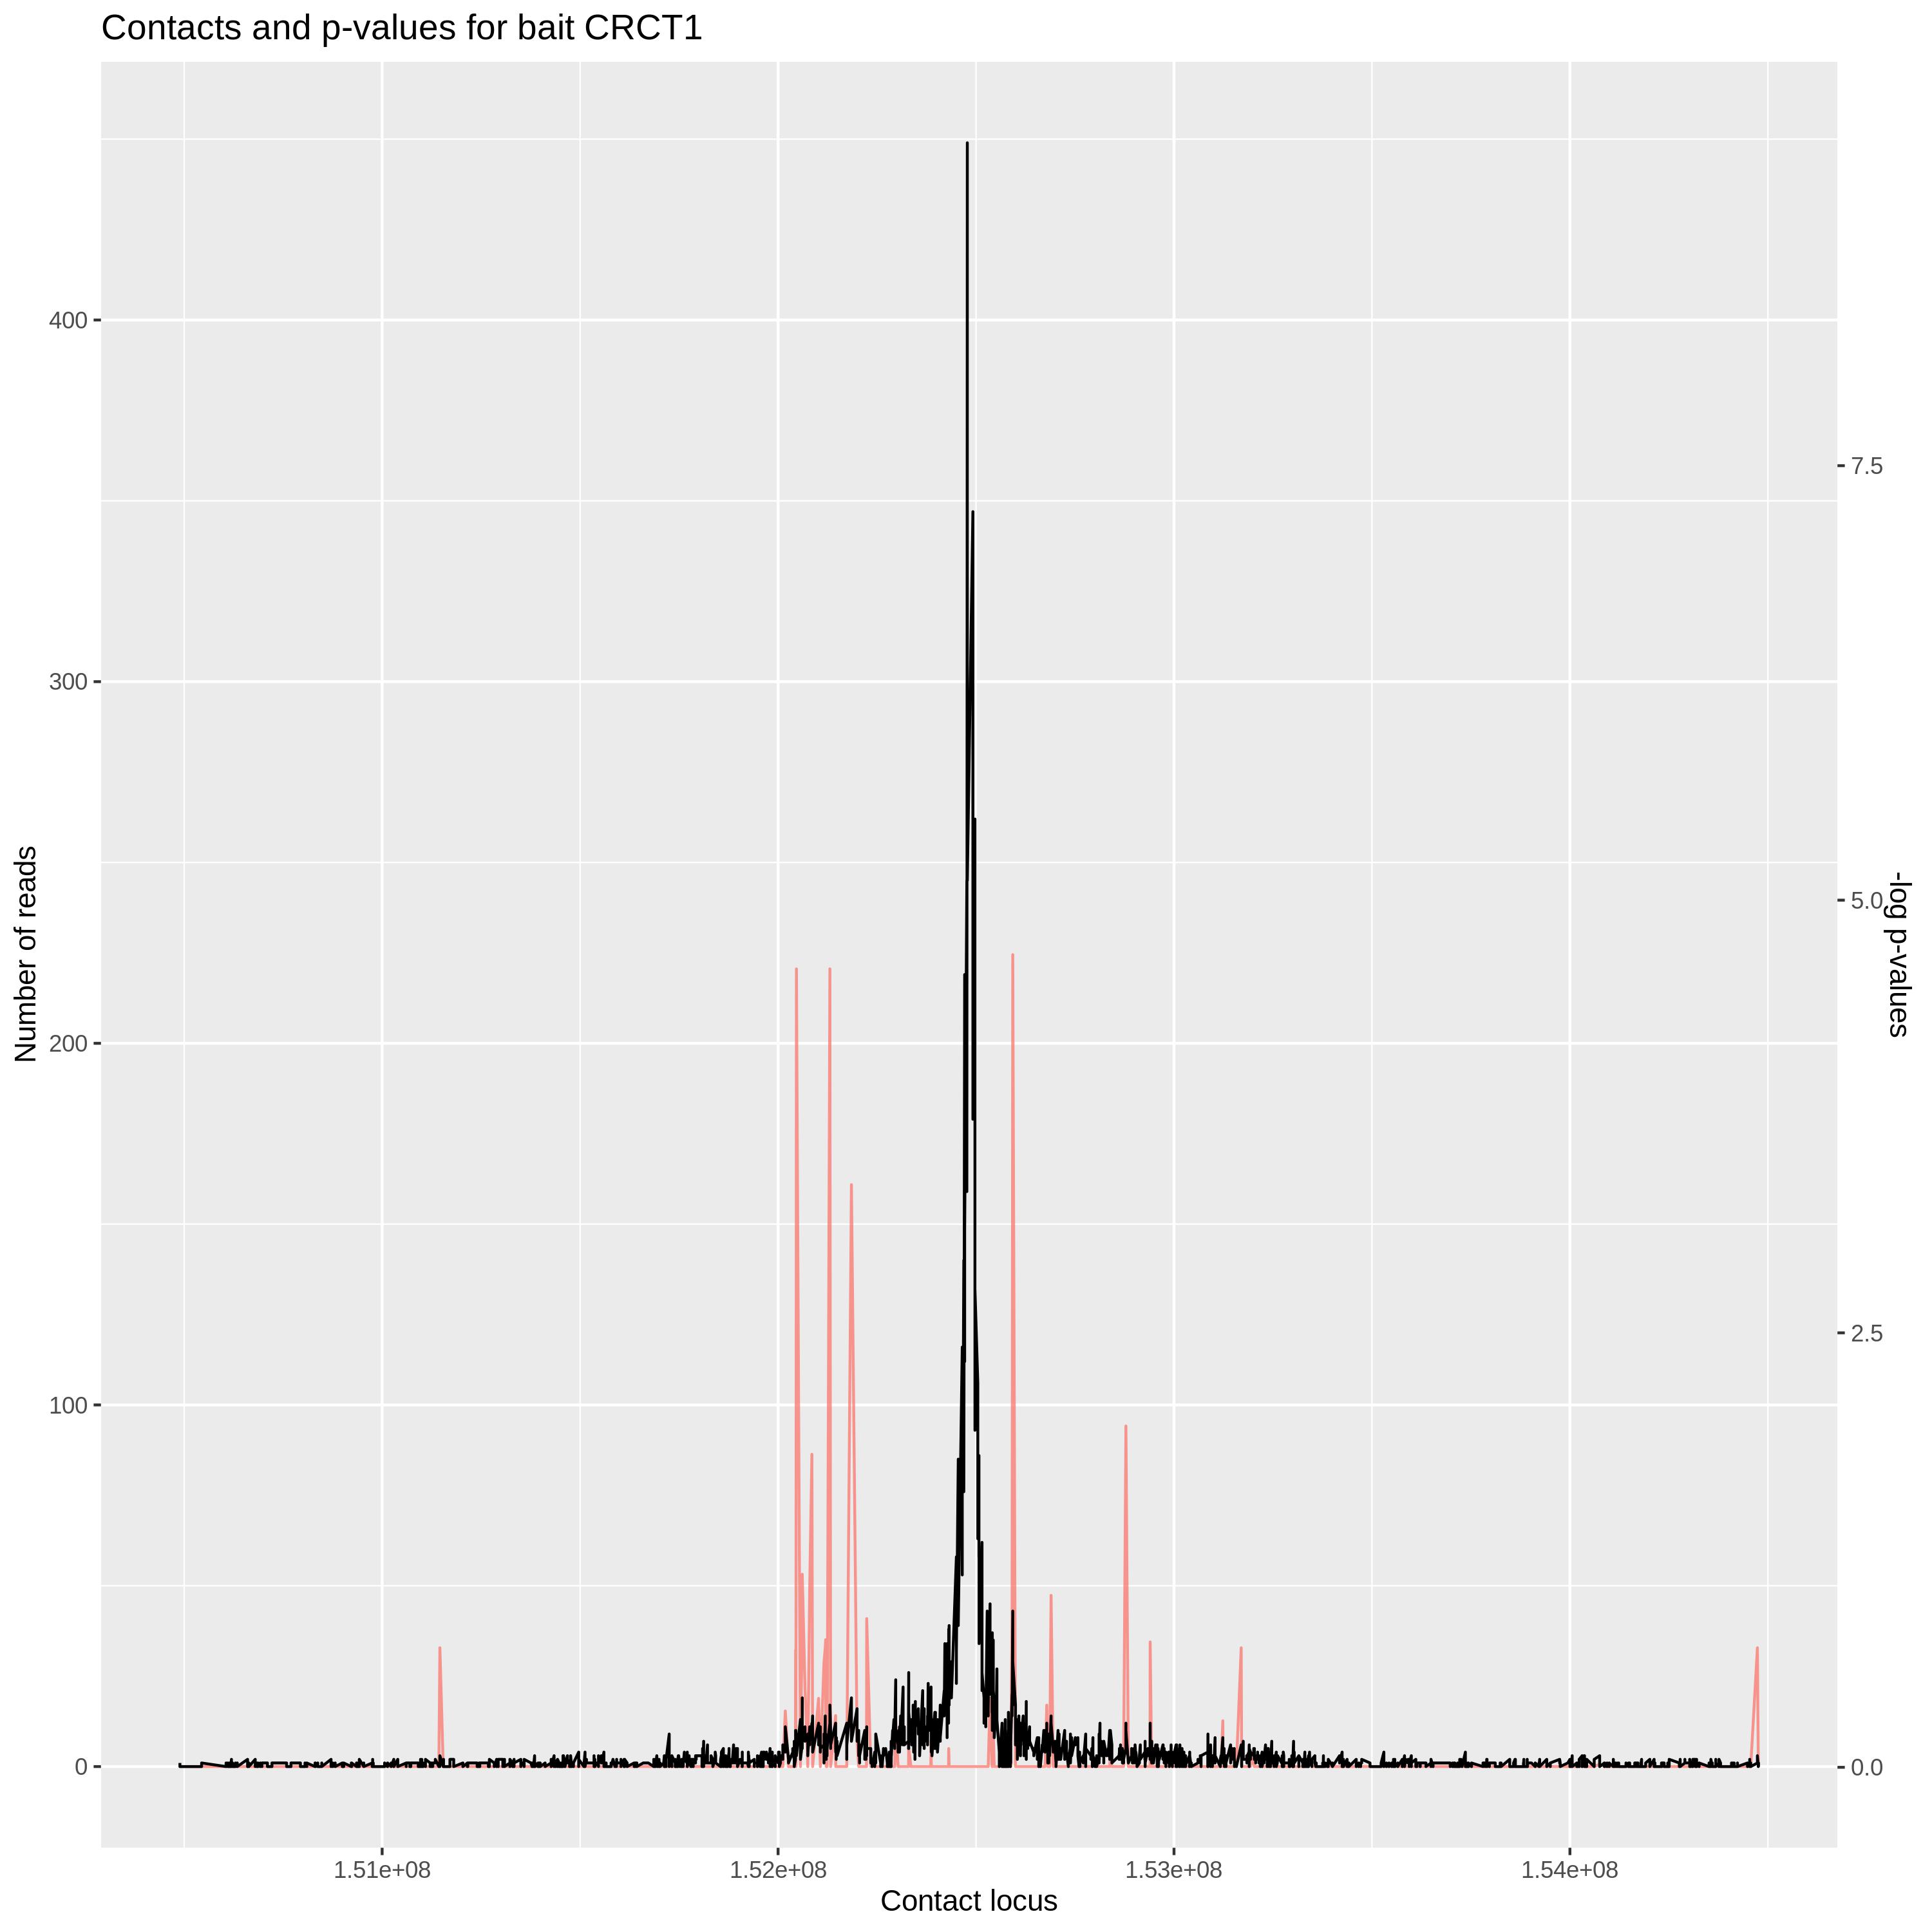 Contacts and p-values for bait CRCT1
Number of reads
400
300
200
100
0
7.5
5.0
2.5
0.0
-log p-values
1.51e+08
1.52e+08
1.53e+08
1.54e+08
Contact locus